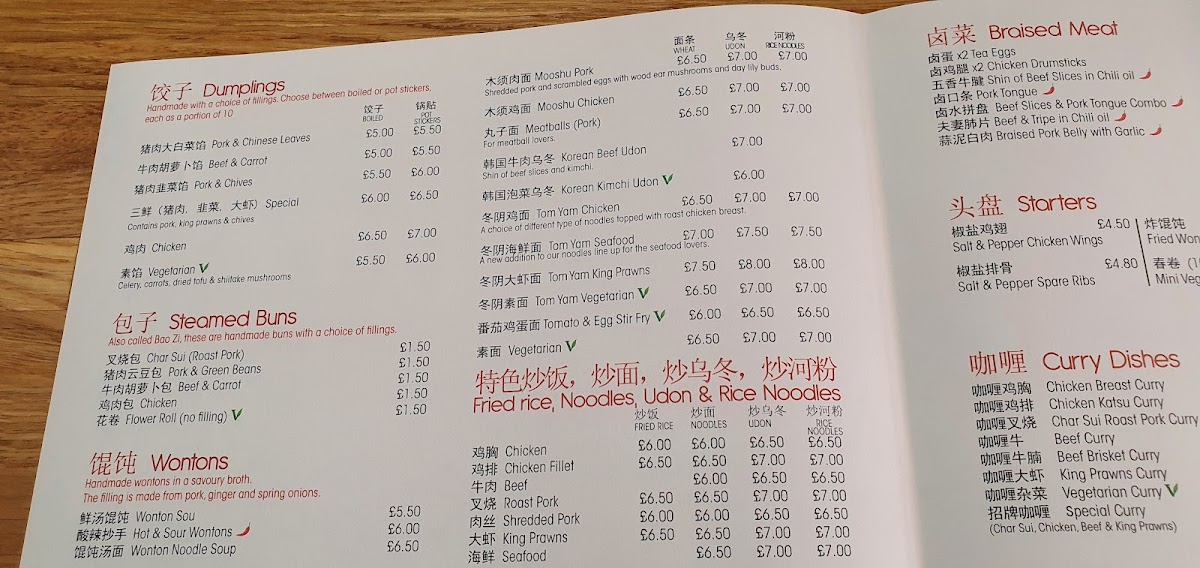 饺子 Dumplings
Handmade with a choice of fillings. Choose between boiled or pot stickers,
each as a portion of 10
饺子 锅贴
BOILED POT STICKERS
猪肉大白菜馅 Pork & Chinese Leaves £5.00 £5.50
牛肉胡萝卜馅 Beef & Carrot £5.00 £5.50
猪肉韭菜馅 Pork & Chives £5.50 £6.00
三鲜（猪肉，韭菜，大虾）Special £6.00 £6.50
Contains pork, king prawns & chives
鸡肉 Chicken £6.50 £7.00
素馅 Vegetarian £5.50 £6.00
Celery, carrots, dried tofu & shiitake mushrooms
包子 Steamed Buns
Also called Bao Zi, these are handmade buns with a choice of fillings.
叉烧包 Char Sui (Roast Pork) £1.50
猪肉云豆包 Pork & Green Beans £1.50
牛肉胡萝卜包 Beef & Carrot £1.50
鸡肉包 Chicken £1.50
花卷 Flower Roll (no filling) £1.50
馄饨 Wontons
Handmade wontons in a savoury broth.
The filling is made from pork, ginger and spring onions.
鲜汤馄饨 Wonton Sou £5.50
酸辣抄手 Hot & Sour Wontons £6.00
馄饨汤面 Wonton Noodle Soup £6.50
面条 乌冬 河粉
WHEAT UDON RICE NOODLES
木须肉面 Mooshu Pork £6.50 £7.00 £7.00
Shredded pork and scrambled eggs with wood ear mushrooms and day lily buds.
木须鸡面 Mooshu Chicken £6.50 £7.00 £7.00
丸子面 Meatballs (Pork) £6.50 £7.00 £7.00
For meatball lovers.
韩国牛肉乌冬 Korean Beef Udon £7.00
Shin of beef slices and kimchi.
韩国泡菜乌冬 Korean Kimchi Udon £6.00
冬阴鸡面 Tom Yam Chicken £6.50 £7.00 £7.00
A choice of different type of noodles topped with roast chicken breast.
冬阴海鲜面 Tom Yam Seafood £7.00 £7.50 £7.50
A new addition to our noodles line up for the seafood lovers.
冬阴大虾面 Tom Yam King Prawns £7.50 £8.00 £8.00
冬阴素面 Tom Yam Vegetarian £6.50 £7.00 £7.00
番茄鸡蛋面 Tomato & Egg Stir Fry £6.00 £6.50 £6.50
素面 Vegetarian £6.50 £7.00 £7.00
特色炒饭，炒面，炒乌冬，炒河粉
Fried rice, Noodles, Udon & Rice Noodles
炒饭 炒面 炒乌冬 炒河粉
FRIED RICE NOODLES UDON RICE NOODLES
鸡胸 Chicken £6.00 £6.00 £6.50 £6.50
鸡排 Chicken Fillet £6.50 £6.50 £7.00 £7.00
牛肉 Beef £6.00 £6.50 £6.50
叉烧 Roast Pork £6.50 £6.50 £7.00 £7.00
肉丝 Shredded Pork £6.00 £6.00 £6.50 £6.50
大虾 King Prawns £6.50 £6.50 £7.00 £7.00
海鲜 Seafood £6.50 £7.00 £7.00
卤菜 Braised Meat
卤蛋 x2 Tea Eggs
卤鸡腿 x2 Chicken Drumsticks
五香牛腱 Shin of Beef Slices in Chili oil
卤口条 Pork Tongue
卤水拼盘 Beef Slices & Pork Tongue Combo
夫妻肺片 Beef & Tripe in Chili oil
蒜泥白肉 Braised Pork Belly with Garlic
头盘 Starters
椒盐鸡翅 £4.50
Salt & Pepper Chicken Wings
椒盐排骨 £4.80
Salt & Pepper Spare Ribs
炸馄饨
Fried Won
春卷 (1
Mini Veg
咖喱 Curry Dishes
咖喱鸡胸 Chicken Breast Curry
咖喱鸡排 Chicken Katsu Curry
咖喱叉烧 Char Sui Roast Pork Curry
咖喱牛 Beef Curry
咖喱牛腩 Beef Brisket Curry
咖喱大虾 King Prawns Curry
咖喱杂菜 Vegetarian Curry
招牌咖喱 Special Curry
(Char Sui, Chicken, Beef & King Prawns)